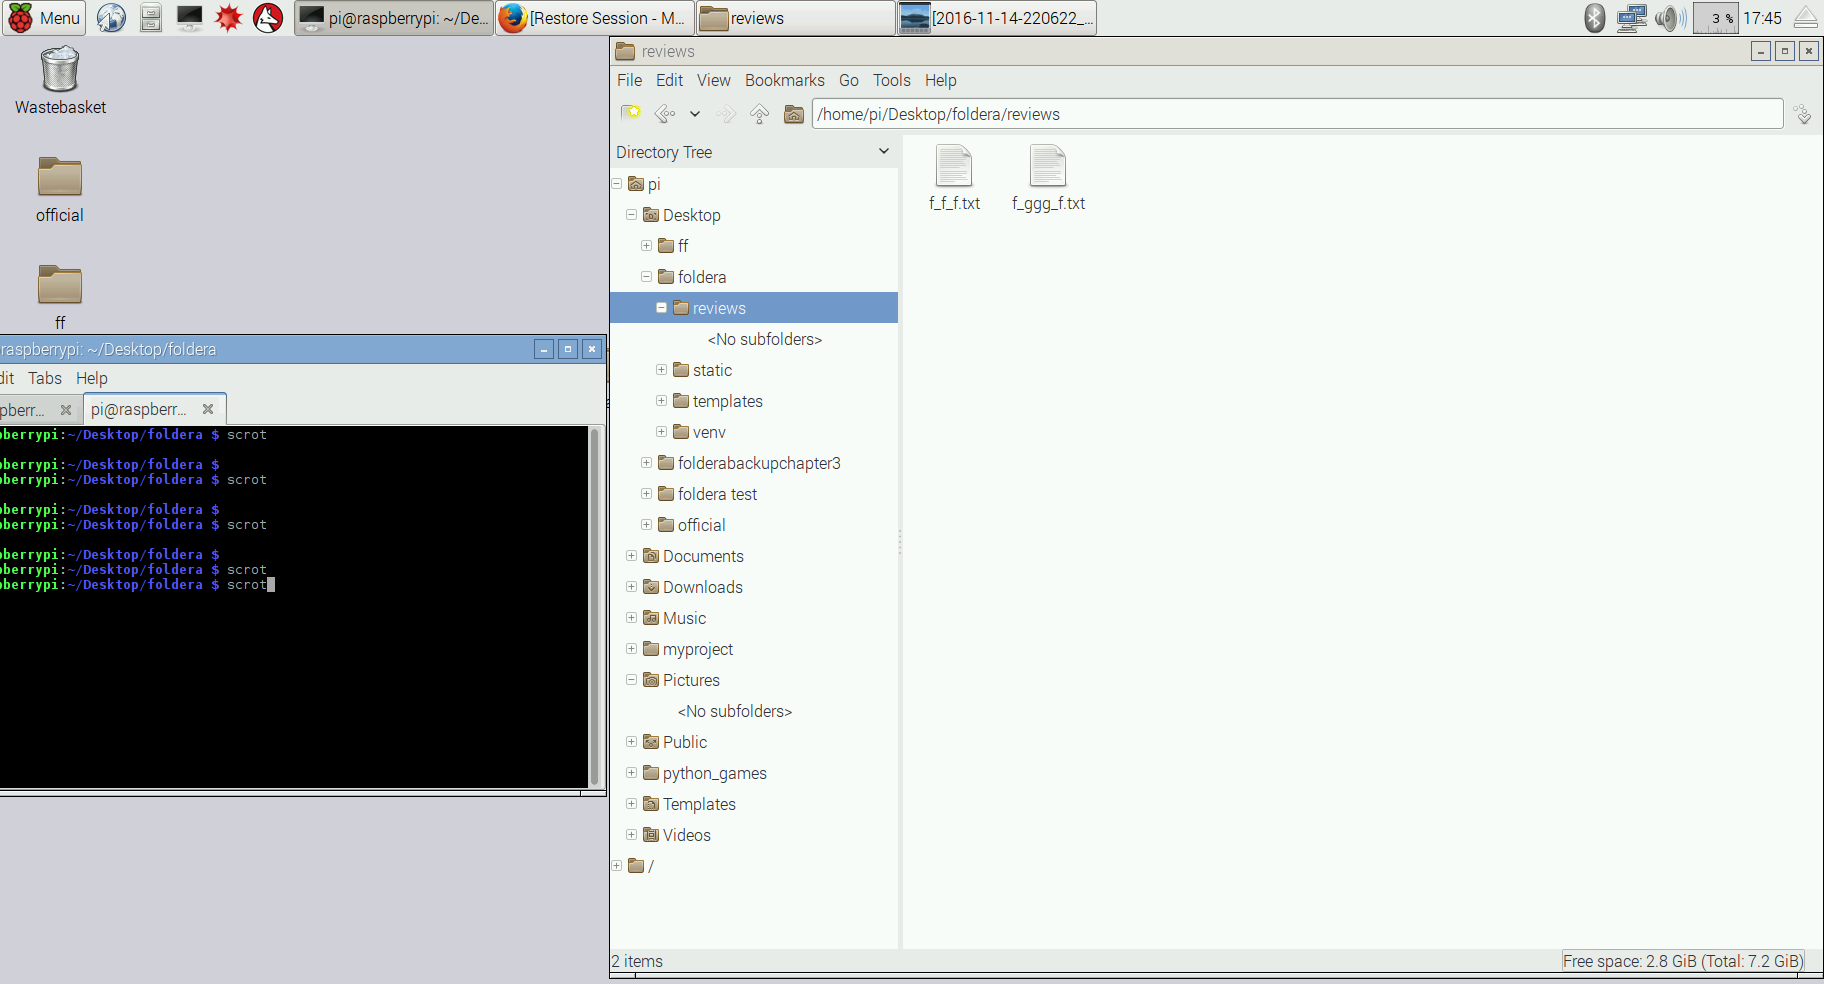 Menu
pi@raspberrypi: ~/De...
[Restore Session - M...
reviews
[2016-11-14-220622_...
3 %
17:45
Wastebasket
official
ff
raspberrypi: ~/Desktop/foldera
dit Tabs Help
pberr...
pi@raspberr...
berrypi:~/Desktop/foldera $ scrot
berrypi:~/Desktop/foldera $
berrypi:~/Desktop/foldera $ scrot
berrypi:~/Desktop/foldera $
berrypi:~/Desktop/foldera $ scrot
berrypi:~/Desktop/foldera $
berrypi:~/Desktop/foldera $ scrot
berrypi:~/Desktop/foldera $ scrot
reviews
File Edit View Bookmarks Go Tools Help
/home/pi/Desktop/foldera/reviews
Directory Tree
pi
Desktop
ff
foldera
reviews
<No subfolders>
static
templates
venv
folderabackupchapter3
foldera test
official
Documents
Downloads
Music
myproject
Pictures
<No subfolders>
Public
python_games
Templates
Videos
/
f_f_f.txt
f_ggg_f.txt
2 items
Free space: 2.8 GiB (Total: 7.2 GiB)